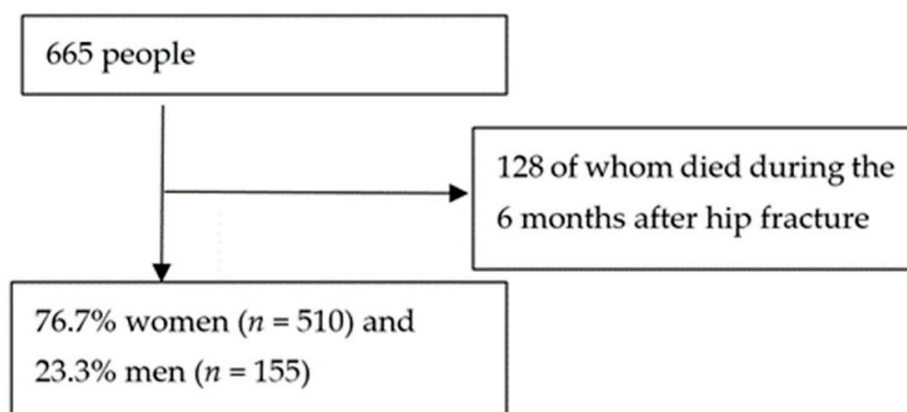 665 people
128 of whom died during the
6 months after hip fracture
76.7% women (n = 510) and
23.3% men (n = 155)